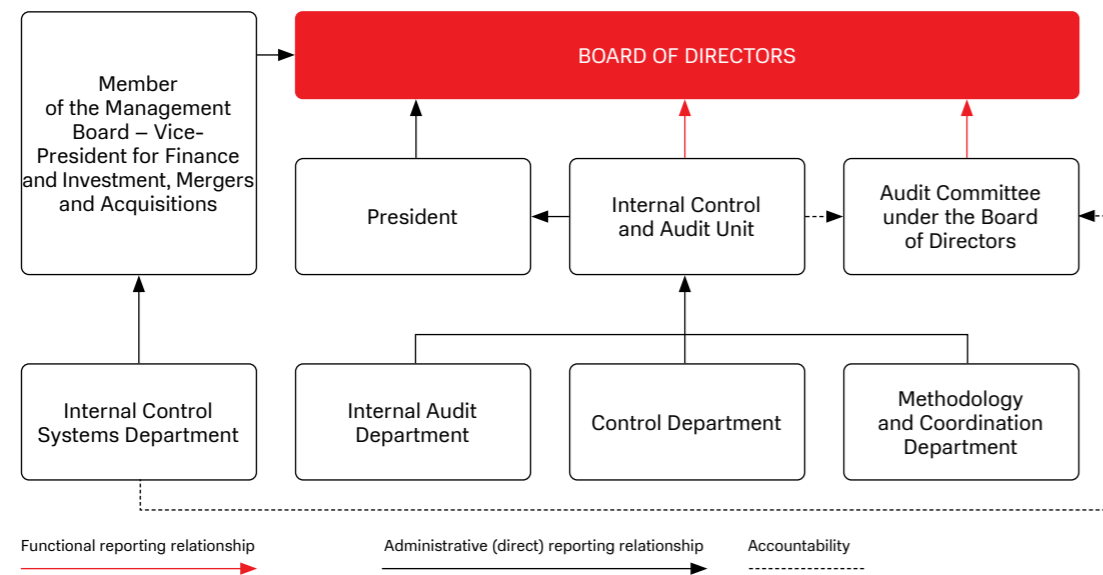 BOARD OF DIRECTORS
Member
of the Management
Board – Vice-
President for Finance
and Investment, Mergers
and Acquisitions
President
Internal Control
and Audit Unit
Audit Committee
under the Board
of Directors
Internal Control
Systems Department
Internal Audit
Department
Control Department
Methodology
and Coordination
Department
Functional reporting relationship
Administrative (direct) reporting relationship
Accountability